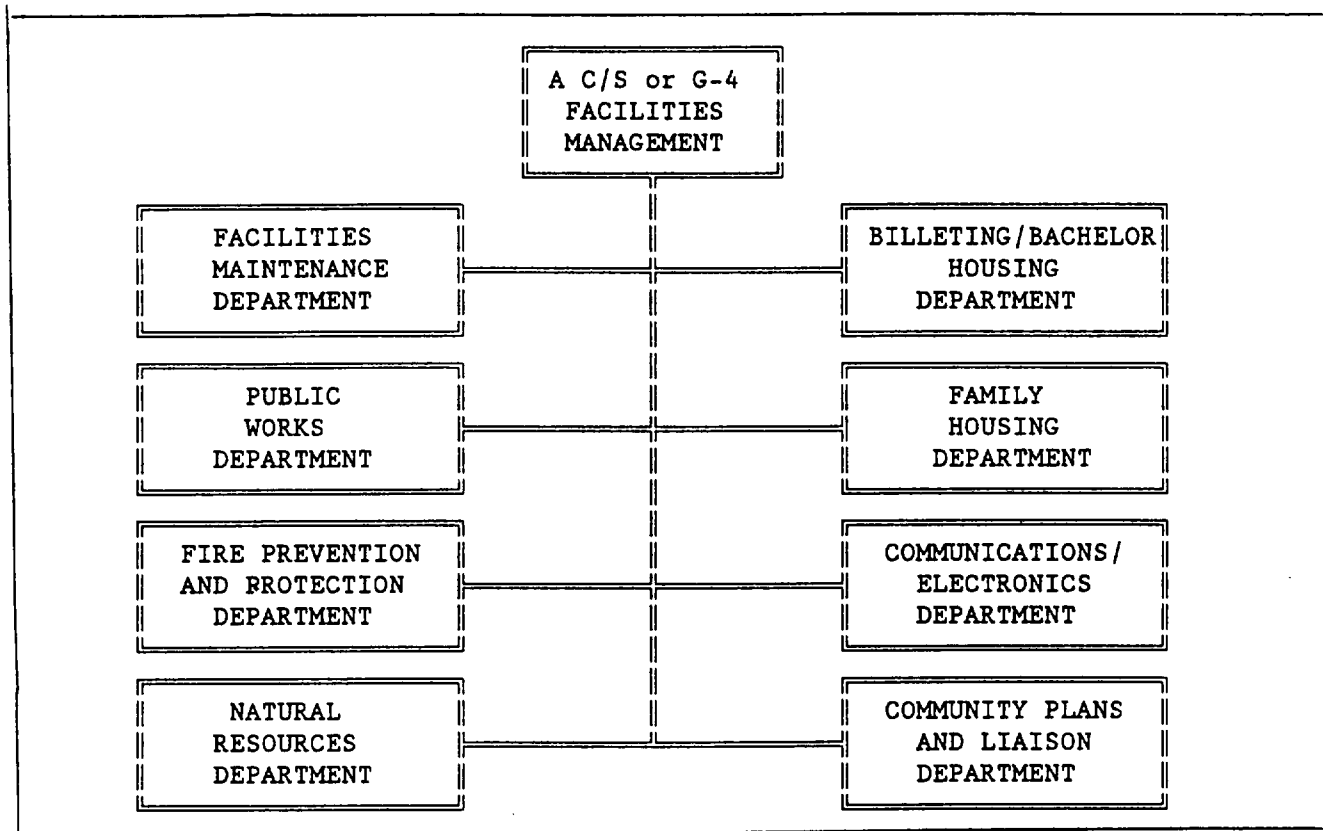 A C/S or G-4
FACILITIES
MANAGEMENT
FACILITIES
MAINTENANCE
DEPARTMENT
BILLETING/BACHELOR
HOUSING
DEPARTMENT
PUBLIC
WORKS
DEPARTMENT
FAMILY
HOUSING
DEPARTMENT
FIRE PREVENTION
AND PROTECTION
DEPARTMENT
COMMUNICATIONS/
ELECTRONICS
DEPARTMENT
NATURAL
RESOURCES
DEPARTMENT
COMMUNITY PLANS
AND LIAISON
DEPARTMENT